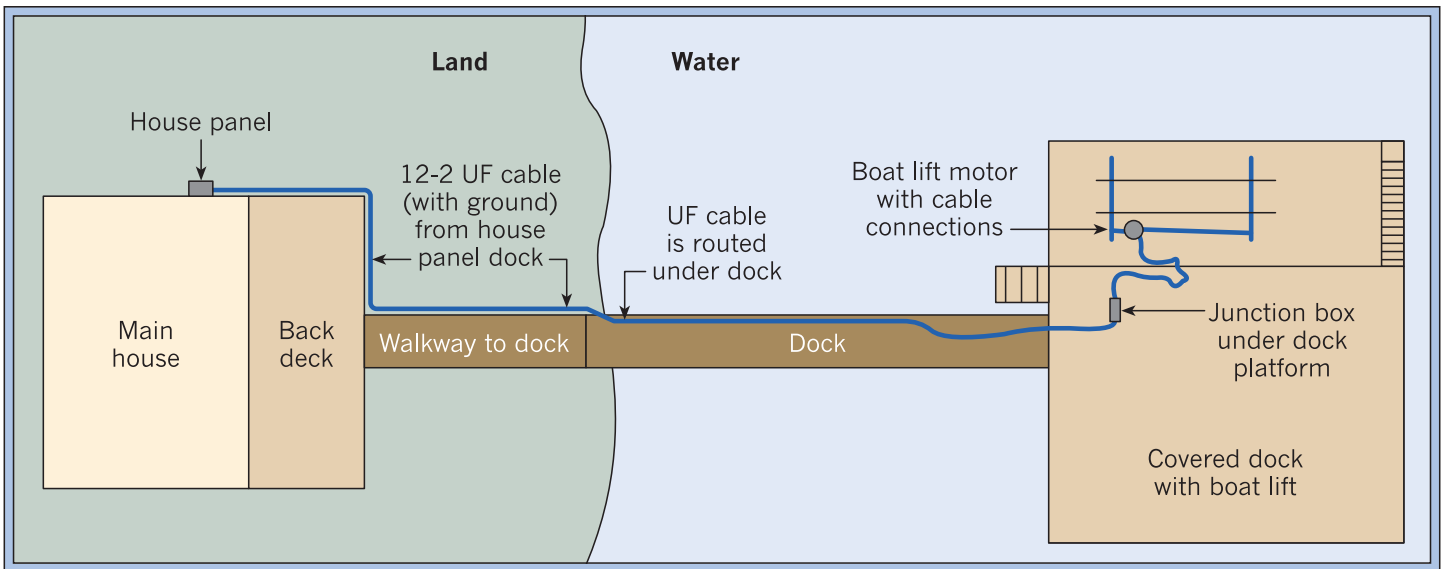 Land
Water
House panel
12-2 UF cable
(with ground)
from house
panel dock
UF cable
is routed
under dock
Boat lift motor
with cable
connections
Main
house
Back
deck
Walkway to dock
Dock
Junction box
under dock
platform
Covered dock
with boat lift